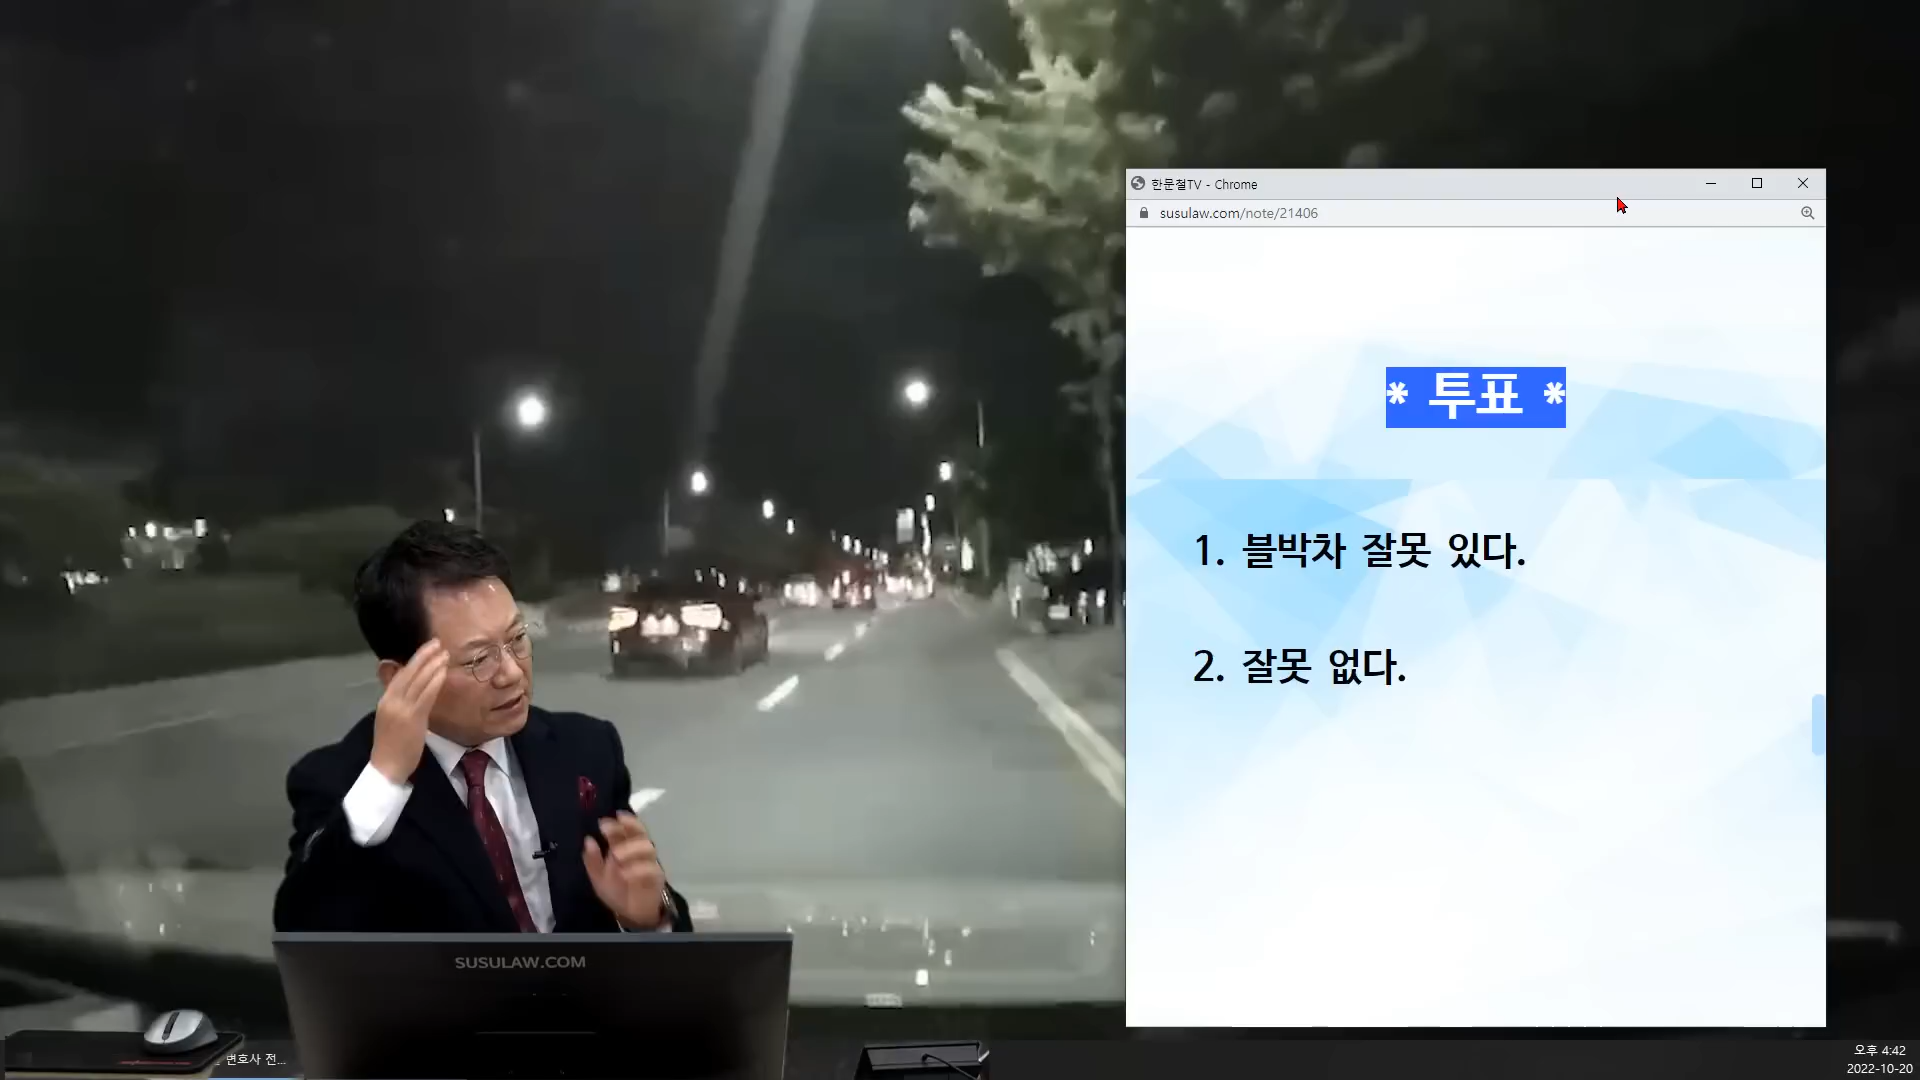 한문철TV - Chrome
susulaw.com/note/21406
* 투표 *
1. 블박차 잘못 있다.
2. 잘못 없다.
SUSULAW.COM
변호사 전...
오후 4:42
2022-10-20